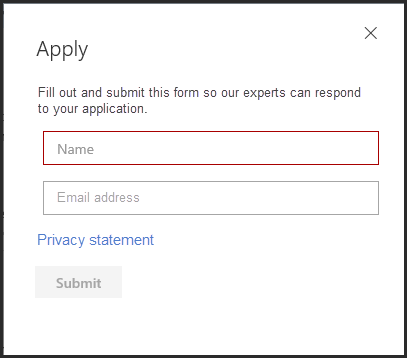 Apply
Fill out and submit this form so our experts can respond
to your application.
Name
Email address
Privacy statement
Submit